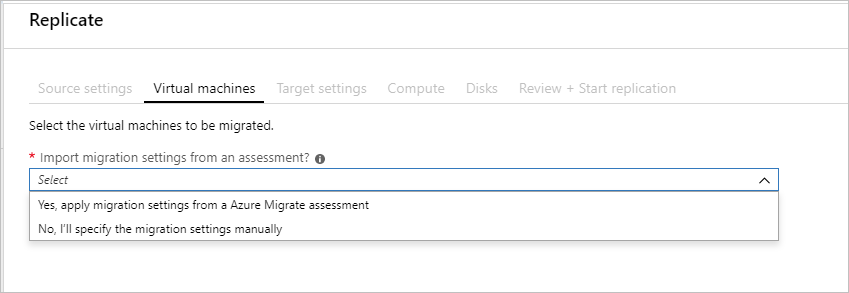 Replicate
Source settings Virtual machines Target settings Compute Disks Review + Start replication
Select the virtual machines to be migrated.
* Import migration settings from an assessment?
Select
Yes, apply migration settings from a Azure Migrate assessment
No, I'll specify the migration settings manually